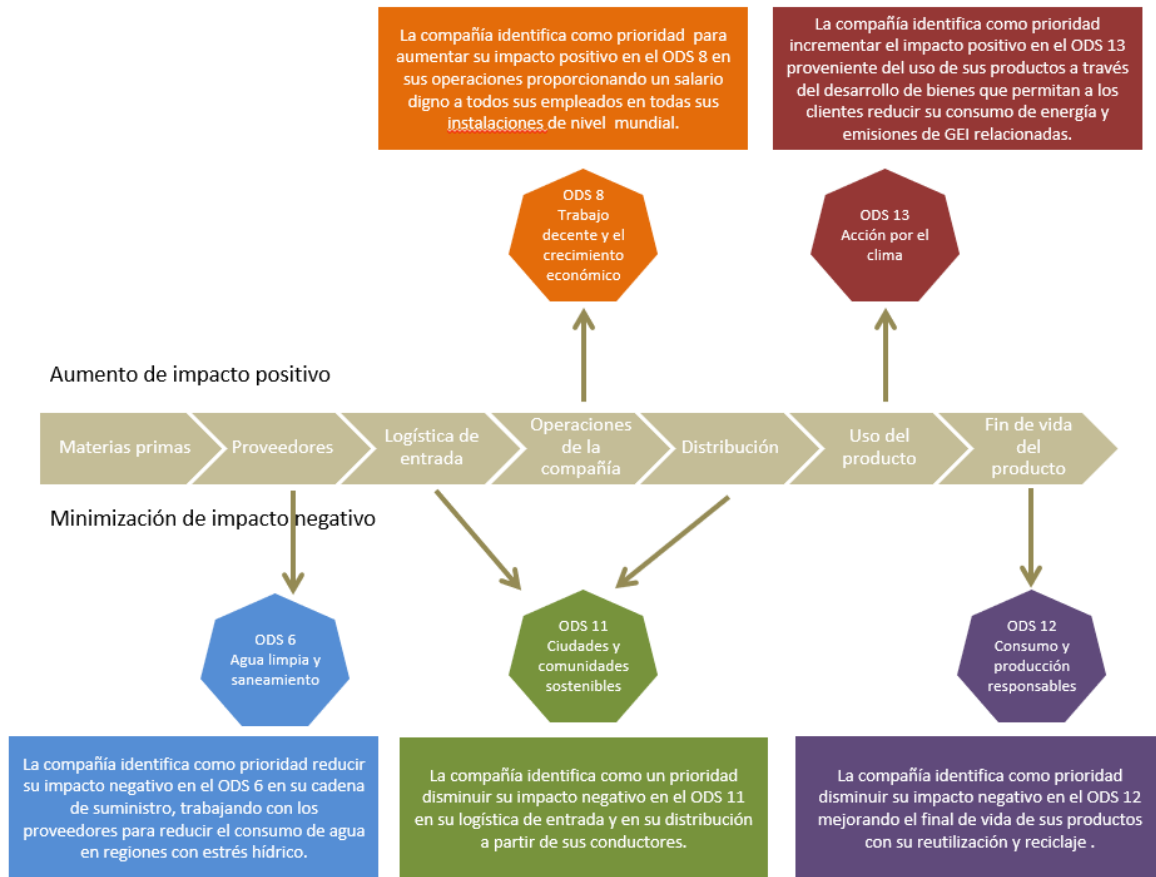 La compañía identifica como prioridad para
aumentar su impacto positivo en el ODS 8 en
sus operaciones proporcionando un salario
digno a todos sus empleados en todas sus
instalaciones de nivel mundial.
La compañía identifica como prioridad
incrementar el impacto positivo en el ODS 13
proveniente del uso de sus productos a través
del desarrollo de bienes que permitan a los
clientes reducir su consumo de energía y
emisiones de GEI relacionadas.
ODS 8
Trabajo
decente y el
crecimiento
económico
ODS 13
Acción por el
clima
Aumento de impacto positivo
Materias primas
Proveedores
Logística de
entrada
Operaciones
de la
compañía
Distribución
Uso del
producto
Fin de vida
del
producto
Minimización de impacto negativo
ODS 6
Agua limpia y
saneamiento
ODS 11
Ciudades y
comunidades
sostenibles
ODS 12
Consumo y
producción
responsables
La compañía identifica como prioridad reducir
su impacto negativo en el ODS 6 en su cadena
de suministro, trabajando con los
proveedores para reducir el consumo de agua
en regiones con estrés hídrico.
La compañía identifica como un prioridad
disminuir su impacto negativo en el ODS 11
en su logística de entrada y en su distribución
a partir de sus conductores.
La compañía identifica como prioridad
disminuir su impacto negativo en el ODS 12
mejorando el final de vida de sus productos
con su reutilización y reciclaje .